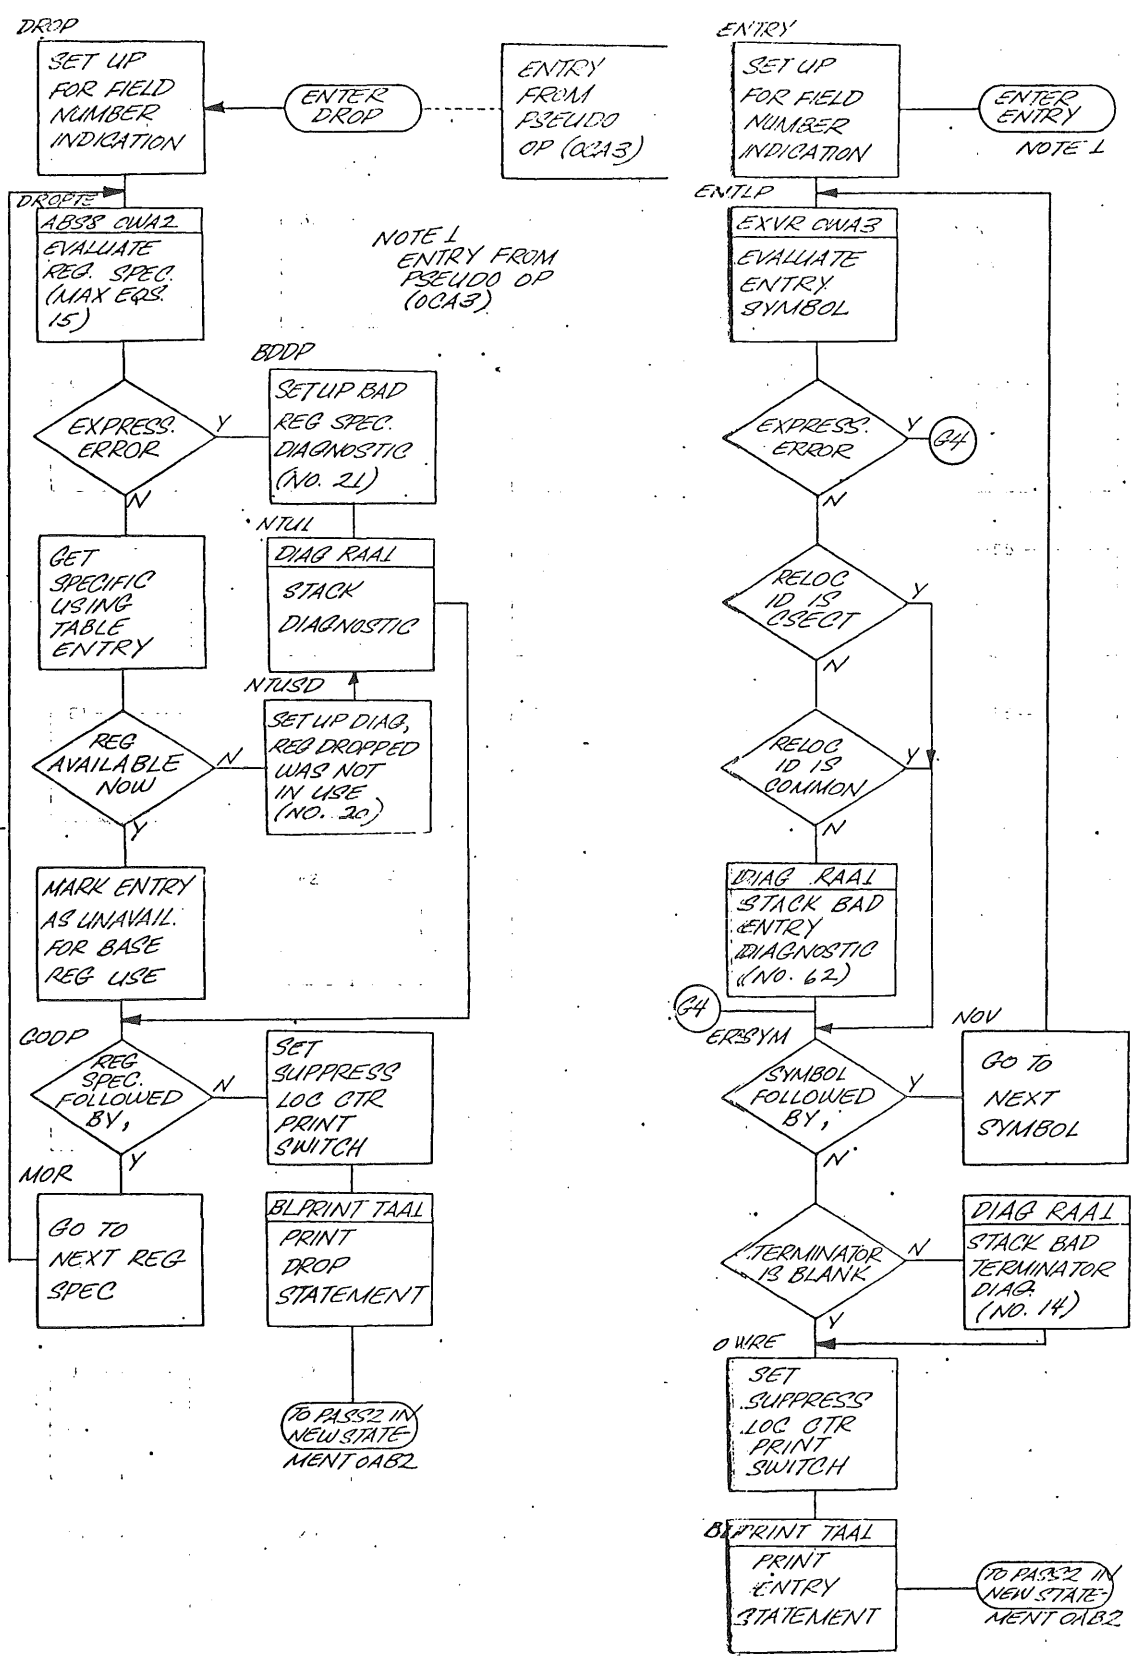 DROP
SET UP
FOR FIELD
NUMBER
INDICATION
ENTER
DROP
ENTRY
FROM
PSEUDO
OP (OCA3)
DROPTE
ABS8 CWA2
EVALUATE
REG. SPEC.
(MAX EQS.
15)
NOTE 1
ENTRY FROM
PSEUDO OP
(OCA3)
EXPRESS.
ERROR
Y
N
BDDP
SETUP BAD
REG SPEC.
DIAGNOSTIC
(NO. 21)
GET
SPECIFIC
USING
TABLE
ENTRY
NTUL
DIAG RAA1
STACK
DIAGNOSTIC
REG
AVAILABLE
NOW
N
Y
NTUSD
SET UP DIAG,
REG DROPPED
WAS NOT
IN USE
(NO. 20)
MARK ENTRY
AS UNAVAIL.
FOR BASE
REG USE
GODP
REG
SPEC.
FOLLOWED
BY,
N
Y
SET
SUPPRESS
LOC CTR
PRINT
SWITCH
MOR
GO TO
NEXT REG
SPEC
BLPRINT TAA1
PRINT
DROP
STATEMENT
TO PASS2 IN
NEW STATE-
MENT OAB2
ENTRY
SET UP
FOR FIELD
NUMBER
INDICATION
ENTER
ENTRY
NOTE 1
ENTLP
EXVR CWA3
EVALUATE
ENTRY
SYMBOL
EXPRESS.
ERROR
Y
G4
N
RELOC
ID IS
CSECT
Y
N
RELOC
ID IS
COMMON
Y
N
DIAG RAA1
STACK BAD
ENTRY
DIAGNOSTIC
(NO. 62)
G4
ERSYM
SYMBOL
FOLLOWED
BY,
Y
N
NOV
GO TO
NEXT
SYMBOL
TERMINATOR
IS BLANK
N
Y
DIAG RAA1
STACK BAD
TERMINATOR
DIAG.
(NO. 14)
OWRE
SET
SUPPRESS
LOC CTR
PRINT
SWITCH
BLPRINT TAA1
PRINT
ENTRY
STATEMENT
TO PASS2 IN
NEW STATE-
MENT OAB2